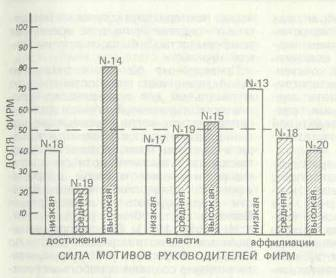 ДОЛЯ ФИРМ
100
90
80
70
60
50
40
30
20
10
N=18
низкая
N=19
средняя
N=14
высокая
N=17
низкая
N=19
средняя
N=15
высокая
N=13
низкая
N=18
средняя
N=20
высокая
достижения власти аффилиации
СИЛА МОТИВОВ РУКОВОДИТЕЛЕЙ ФИРМ